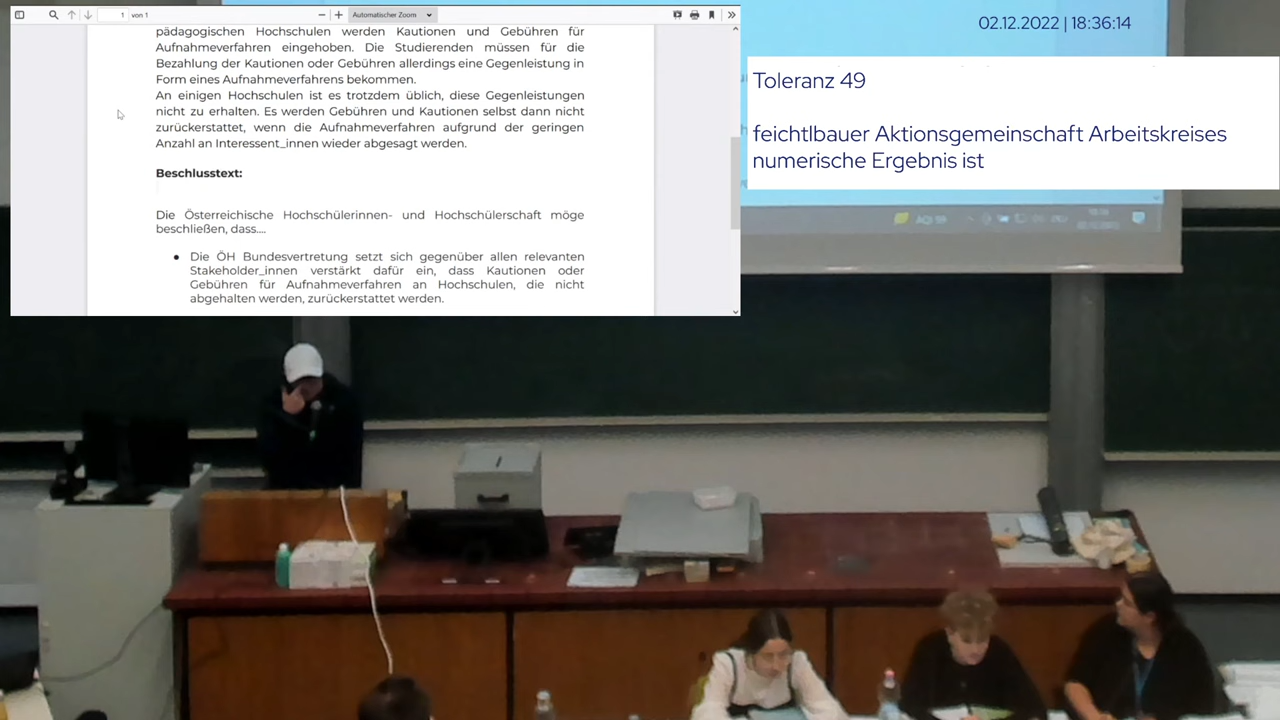 02.12.2022 | 18:36:14
1 von 1
Automatischer Zoom
pädagogischen Hochschulen werden Kautionen und Gebühren für
Aufnahmeverfahren eingehoben. Die Studierenden müssen für die
Bezahlung der Kautionen oder Gebühren allerdings eine Gegenleistung in
Form eines Aufnahmeverfahrens bekommen.
An einigen Hochschulen ist es trotzdem üblich, diese Gegenleistungen
nicht zu erhalten. Es werden Gebühren und Kautionen selbst dann nicht
zurückerstattet, wenn die Aufnahmeverfahren aufgrund der geringen
Anzahl an Interessent_innen wieder abgesagt werden.
Beschlusstext:
Die Österreichische Hochschülerinnen- und Hochschülerschaft möge
beschließen, dass....
● Die ÖH Bundesvertretung setzt sich gegenüber allen relevanten
Stakeholder_innen verstärkt dafür ein, dass Kautionen oder
Gebühren für Aufnahmeverfahren an Hochschulen, die nicht
abgehalten werden, zurückerstattet werden.
Toleranz 49
feichtlbauer Aktionsgemeinschaft Arbeitskreises
numerische Ergebnis ist